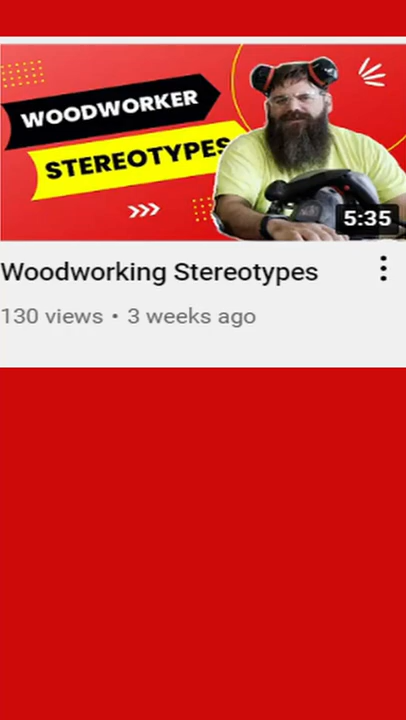 WOODWORKER
STEREOTYPES
5:35
Woodworking Stereotypes
130 views • 3 weeks ago